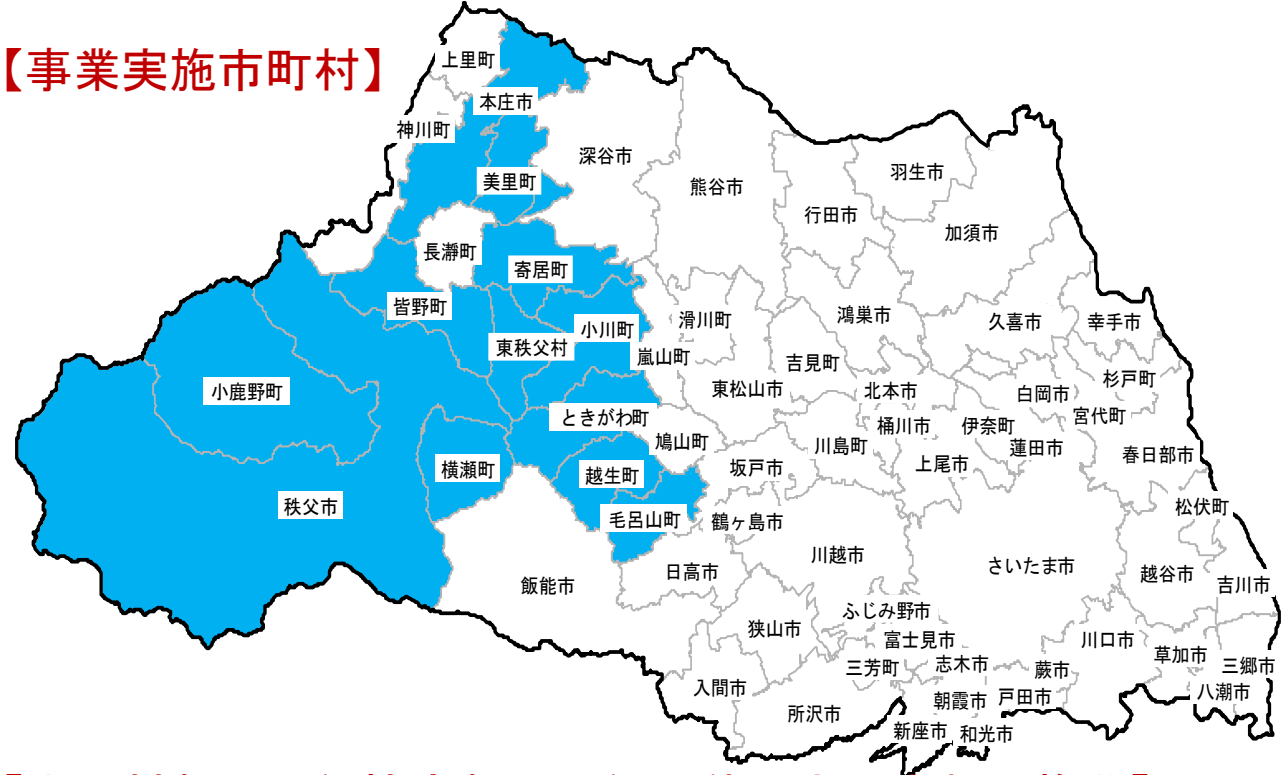 【事業実施市町村】
上里町
本庄市
神川町
深谷市
美里町
熊谷市
羽生市
行田市
加須市
長瀞町
寄居町
皆野町
小川町
滑川町
鴻巣市
久喜市
幸手市
東秩父村
嵐山町
吉見町
小鹿野町
東松山市
北本市
白岡市
杉戸町
ときがわ町
桶川市
伊奈町
宮代町
鳩山町
川島町
蓮田市
春日部市
横瀬町
越生町
坂戸市
上尾市
秩父市
毛呂山町
鶴ヶ島市
松伏町
川越市
さいたま市
飯能市
日高市
越谷市
吉川市
ふじみ野市
狭山市
富士見市
川口市
三芳町
志木市
蕨市
草加市
三郷市
入間市
朝霞市
戸田市
八潮市
所沢市
新座市
和光市